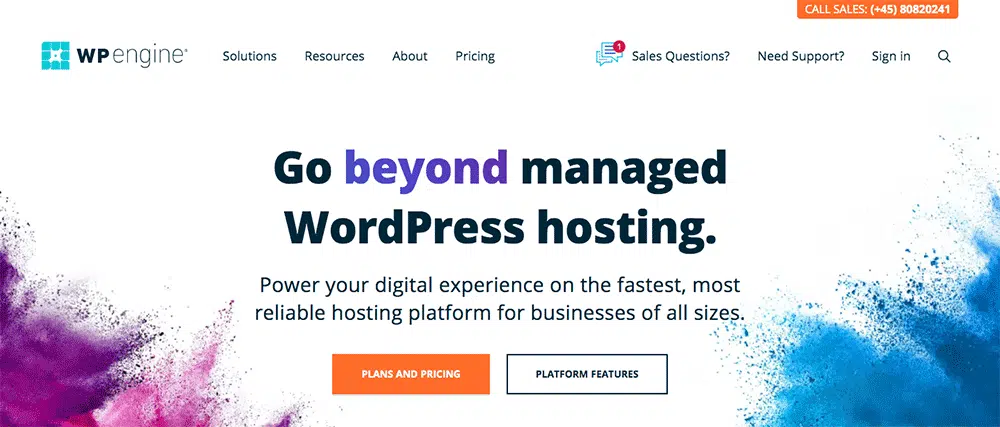 CALL SALES: (+45) 80820241
WP engine®
Solutions
Resources
About
Pricing
1
Sales Questions?
Need Support?
Sign in
Go beyond managed
WordPress hosting.
Power your digital experience on the fastest, most
reliable hosting platform for businesses of all sizes.
PLANS AND PRICING
PLATFORM FEATURES